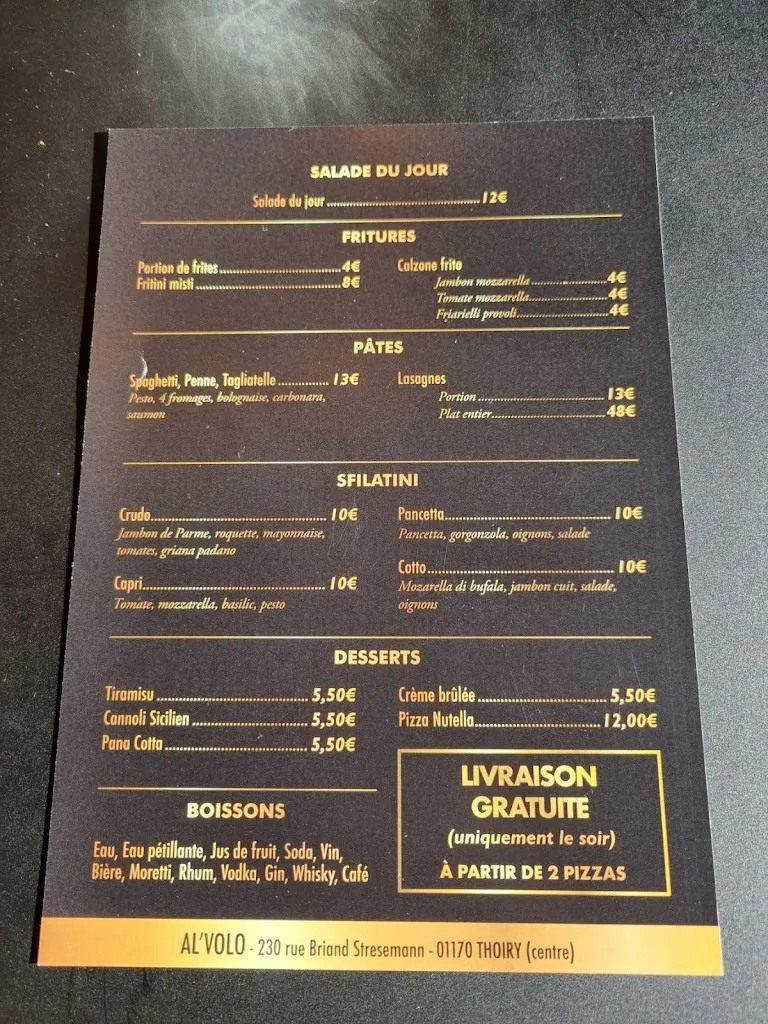 SALADE DU JOUR
Salade du jour 12€
FRITURES
Portion de frites 4€
Fritini misti 8€
Calzone frito
Jambon mozzarella 4€
Tomate mozzarella 4€
Friarielli provoli 4€
PÂTES
Spaghetti, Penne, Tagliatelle 13€
Pesto, 4 fromages, bolognaise, carbonara,
saumon
Lasagnes
Portion 13€
Plat entier 48€
SFILATINI
Crudo 10€
Jambon de Parme, roquette, mayonnaise,
tomates, griana padano
Capri 10€
Tomate, mozzarella, basilic, pesto
Pancetta 10€
Pancetta, gorgonzola, oignons, salade
Cotto 10€
Mozarella di bufala, jambon cuit, salade,
oignons
DESSERTS
Tiramisu 5,50€
Cannoli Sicilien 5,50€
Pana Cotta 5,50€
Crème brûlée 5,50€
Pizza Nutella 12,00€
BOISSONS
Eau, Eau pétillante, Jus de fruit, Soda, Vin,
Bière, Moretti, Rhum, Vodka, Gin, Whisky, Café
LIVRAISON
GRATUITE
(uniquement le soir)
À PARTIR DE 2 PIZZAS
AL'VOLO - 230 rue Briand Stresemann - 01170 THOIRY (centre)